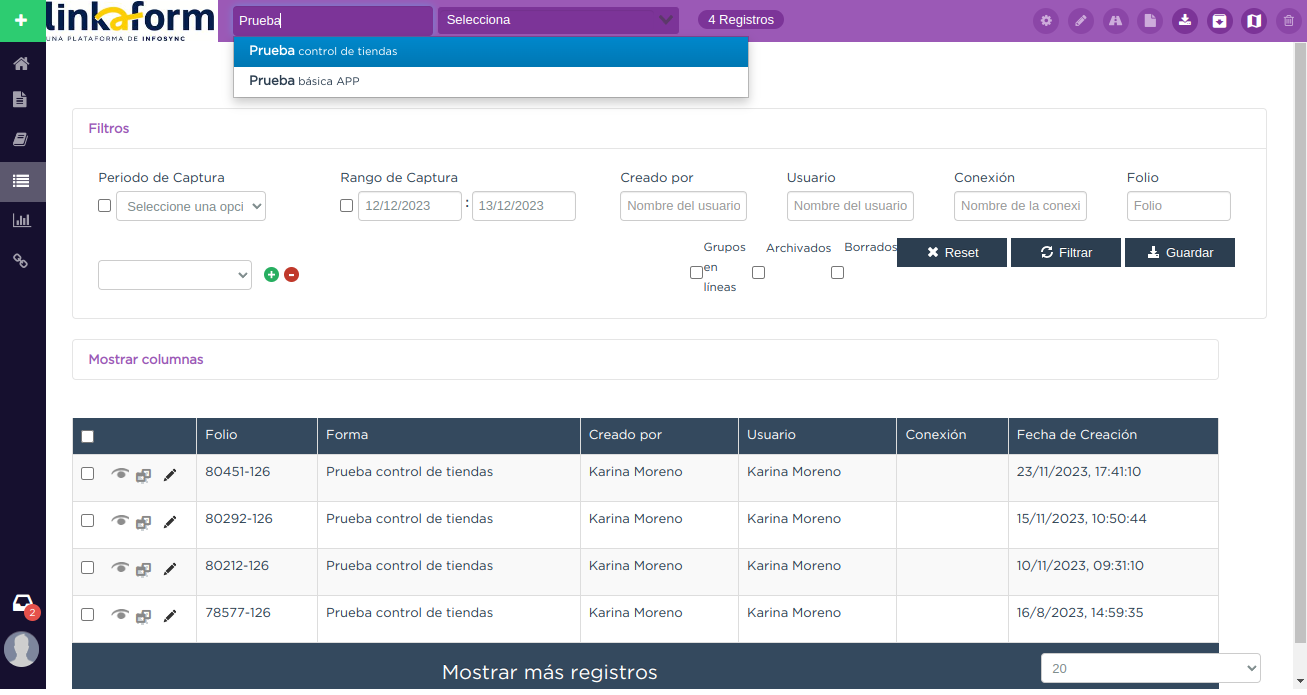 linkaform
UNA PLATAFORMA DE INFOSYNC
Prueba
Selecciona
4 Registros
Prueba control de tiendas
Prueba básica APP
Filtros
Periodo de Captura
Rango de Captura
Creado por
Usuario
Conexión
Folio
Seleccione una opci
12/12/2023
:
13/12/2023
Nombre del usuario
Nombre del usuario
Nombre de la conexi
Folio
Grupos en líneas
Archivados
Borrados
Reset
Filtrar
Guardar
Mostrar columnas
Folio Forma Creado por Usuario Conexión Fecha de Creación
80451-126 Prueba control de tiendas Karina Moreno Karina Moreno 23/11/2023, 17:41:10
80292-126 Prueba control de tiendas Karina Moreno Karina Moreno 15/11/2023, 10:50:44
80212-126 Prueba control de tiendas Karina Moreno Karina Moreno 10/11/2023, 09:31:10
78577-126 Prueba control de tiendas Karina Moreno Karina Moreno 16/8/2023, 14:59:35
2
Mostrar más registros
20